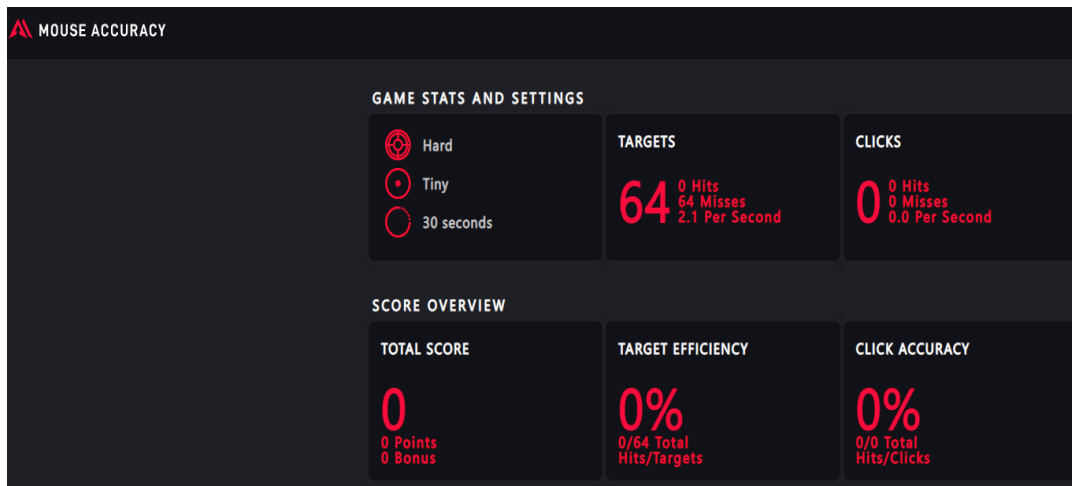 MOUSE ACCURACY
GAME STATS AND SETTINGS
Hard
Tiny
30 seconds
TARGETS
64
0 Hits
64 Misses
2.1 Per Second
CLICKS
0
0 Hits
0 Misses
0.0 Per Second
SCORE OVERVIEW
TOTAL SCORE
0
0 Points
0 Bonus
TARGET EFFICIENCY
0%
0/64 Total
Hits/Targets
CLICK ACCURACY
0%
0/0 Total
Hits/Clicks